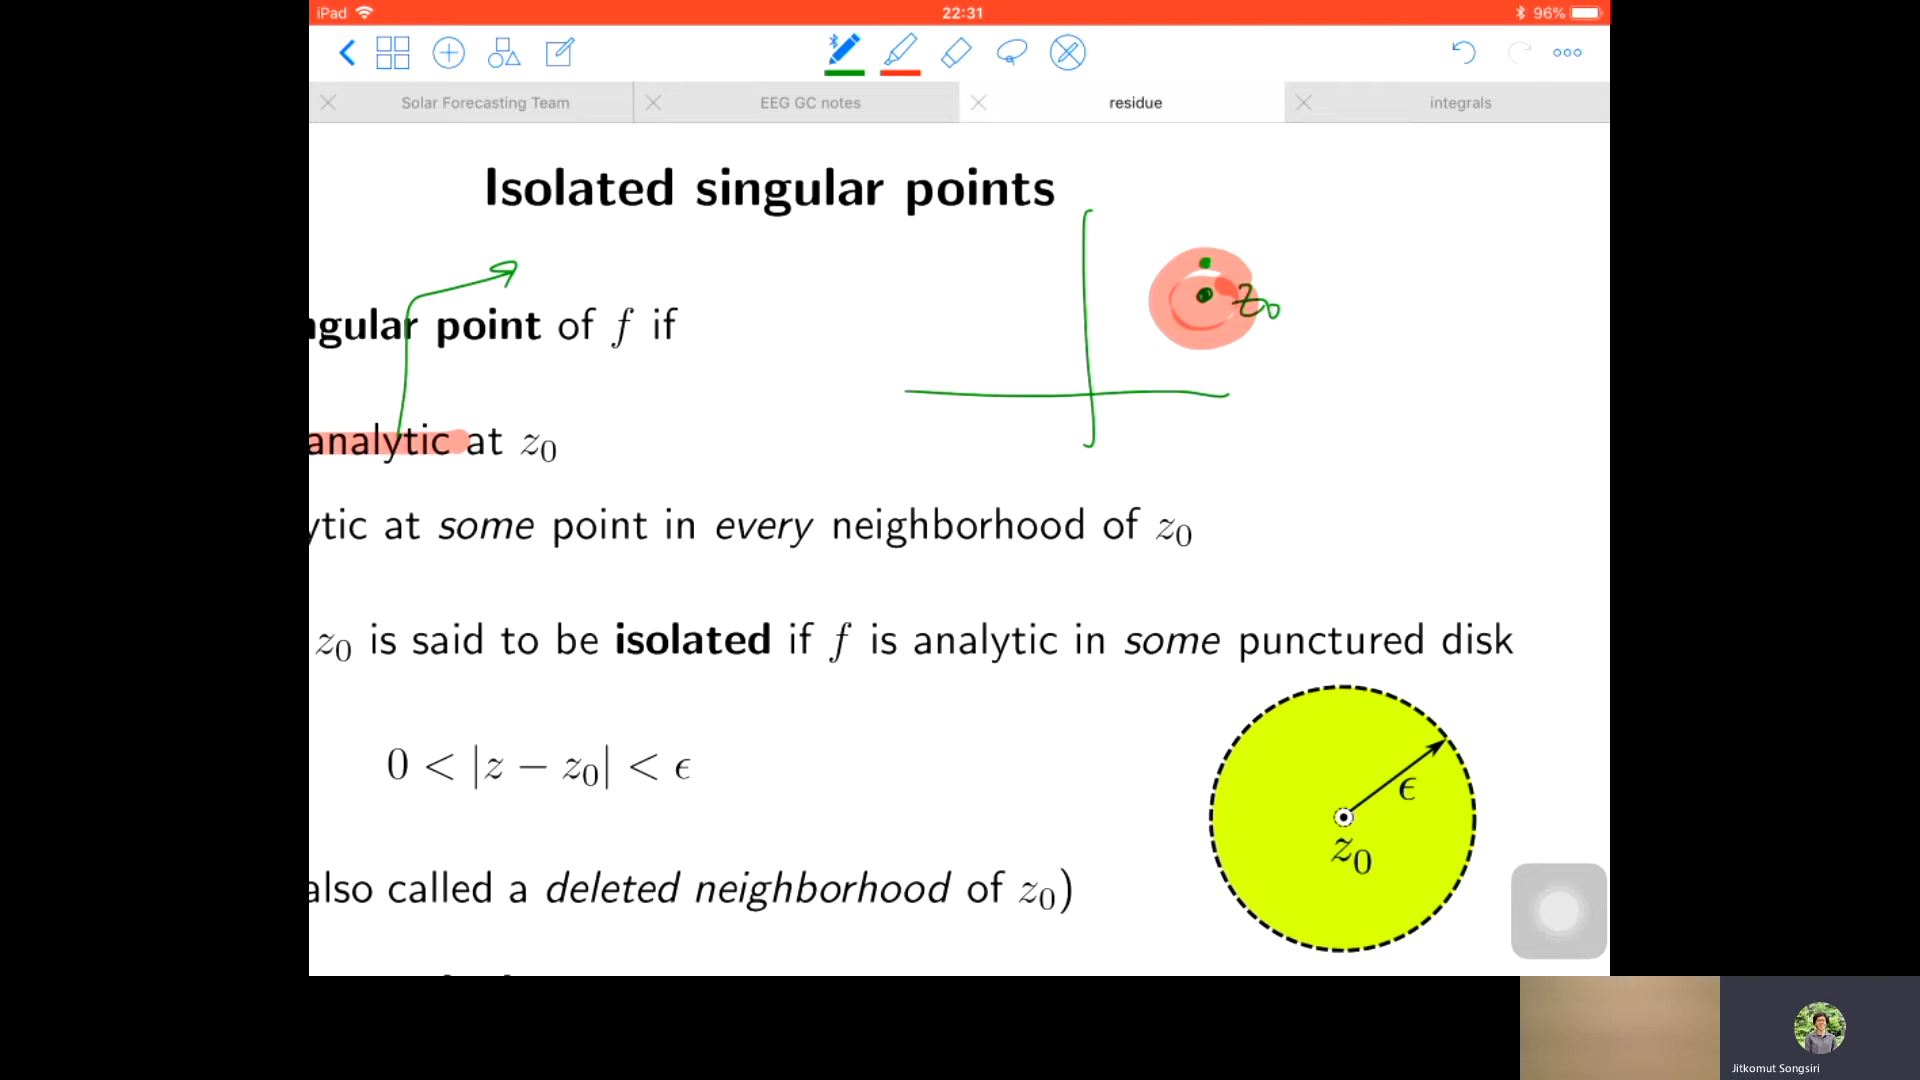 iPad 22:31 96%
Solar Forecasting Team EEG GC notes residue integrals
Isolated singular points
z₀
ngular point of f if
analytic at z₀
ytic at some point in every neighborhood of z₀
z₀ is said to be isolated if f is analytic in some punctured disk
0 < |z − z₀| < ϵ
ϵ
z₀
also called a deleted neighborhood of z₀)
Jitkomut Songsiri